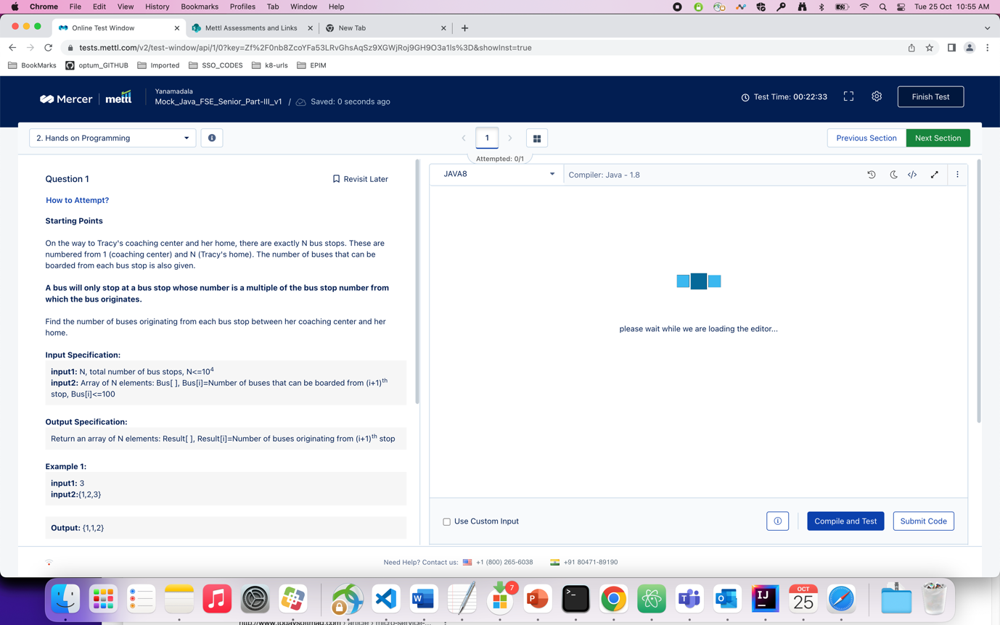 Chrome File Edit View History Bookmarks Profiles Tab Window Help Tue 25 Oct 10:55 AM
Online Test Window Mettl Assessments and Links New Tab
tests.mettl.com/v2/test-window/api/1/0?key=Zf%2F0nb8ZcoYFa53LRvGhsAqSz9XGWjRoj9GH9O3a1ls%3D&showInst=true
BookMarks optum_GITHUB Imported SSO_CODES k8-urls EPIM
Mercer mettl
Yanamadala
Mock_Java_FSE_Senior_Part-III_v1 / Saved: 0 seconds ago
Test Time: 00:22:33
Finish Test
2. Hands on Programming
1
Attempted: 0/1
Previous Section Next Section
Question 1
Revisit Later
How to Attempt?
Starting Points
On the way to Tracy's coaching center and her home, there are exactly N bus stops. These are
numbered from 1 (coaching center) and N (Tracy's home). The number of buses that can be
boarded from each bus stop is also given.
A bus will only stop at a bus stop whose number is a multiple of the bus stop number from
which the bus originates.
Find the number of buses originating from each bus stop between her coaching center and her
home.
Input Specification:
input1: N, total number of bus stops, N<=10^4
input2: Array of N elements: Bus[ ], Bus[i]=Number of buses that can be boarded from (i+1)^th
stop, Bus[i]<=100
Output Specification:
Return an array of N elements: Result[ ], Result[i]=Number of buses originating from (i+1)^th stop
Example 1:
input1: 3
input2:{1,2,3}
Output: {1,1,2}
JAVA8
Compiler: Java - 1.8
please wait while we are loading the editor...
Use Custom Input
Compile and Test
Submit Code
Need Help? Contact us: +1 (800) 265-6038 +91 80471-89190
7
OCT
25